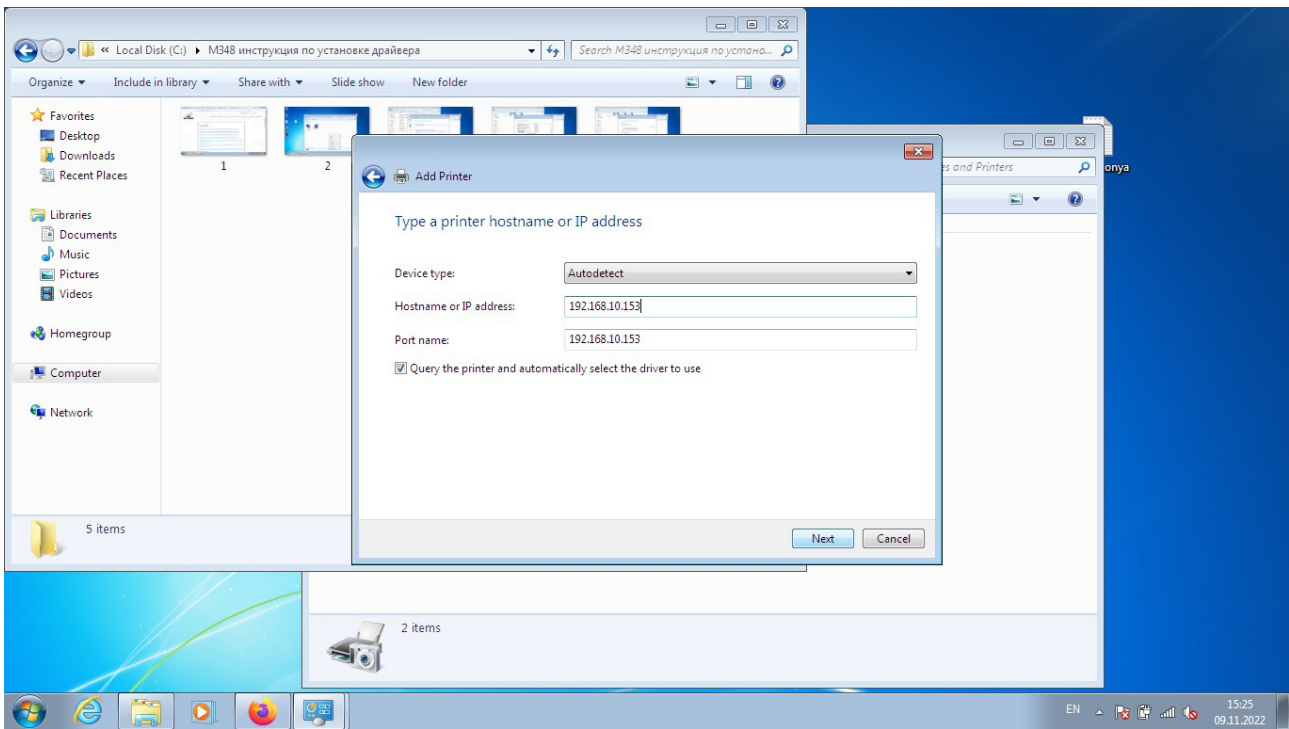 « Local Disk (C:) ▸ М348 инструкция по установке драйвера
Search М348 инструкция по устано...
Organize Include in library Share with Slide show New folder
Favorites
Desktop
Downloads
Recent Places
Libraries
Documents
Music
Pictures
Videos
Homegroup
Computer
Network
1
2
5 items
es and Printers
onya
Add Printer
Type a printer hostname or IP address
Device type: Autodetect
Hostname or IP address: 192.168.10.153
Port name: 192.168.10.153
Query the printer and automatically select the driver to use
Next Cancel
2 items
EN
15:25
09.11.2022